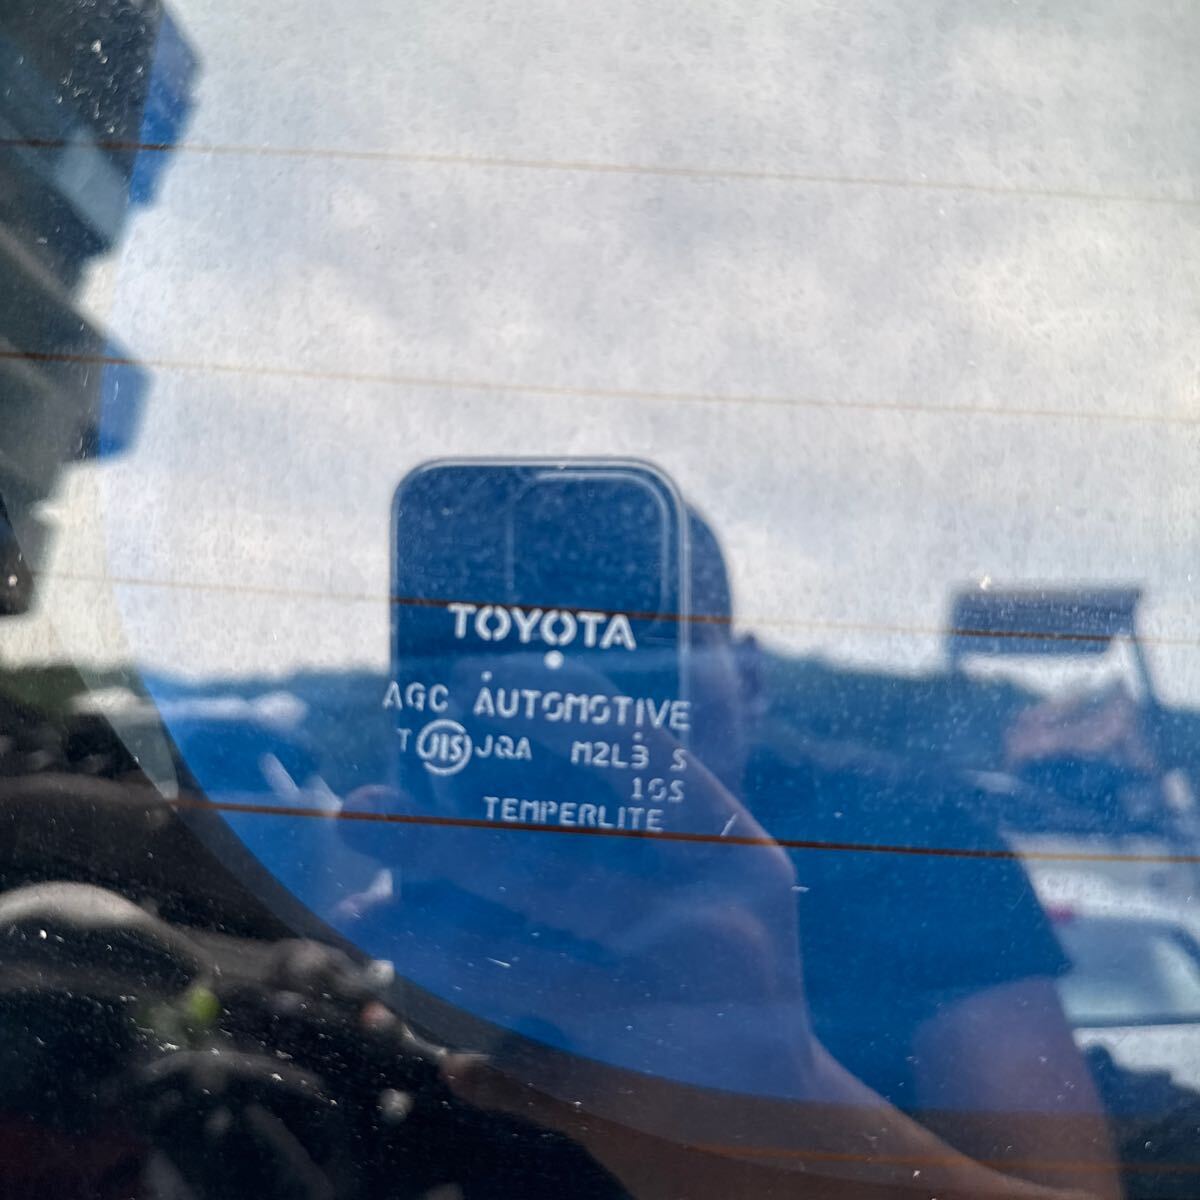 TOYOTA
AGC AUTOMOTIVE
T JIS JQA M2L3 S
10S
TEMPERLITE